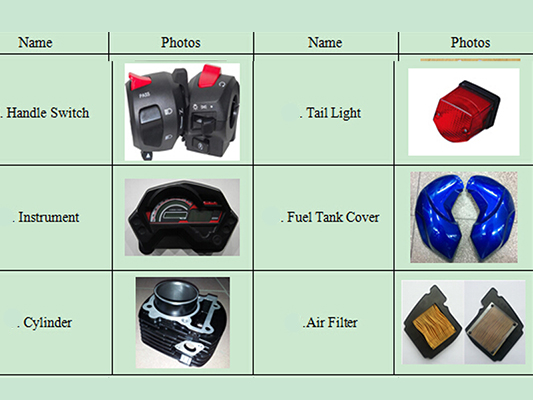 Name Photos Name Photos
. Handle Switch PASS . Tail Light
. Instrument . Fuel Tank Cover
. Cylinder .Air Filter